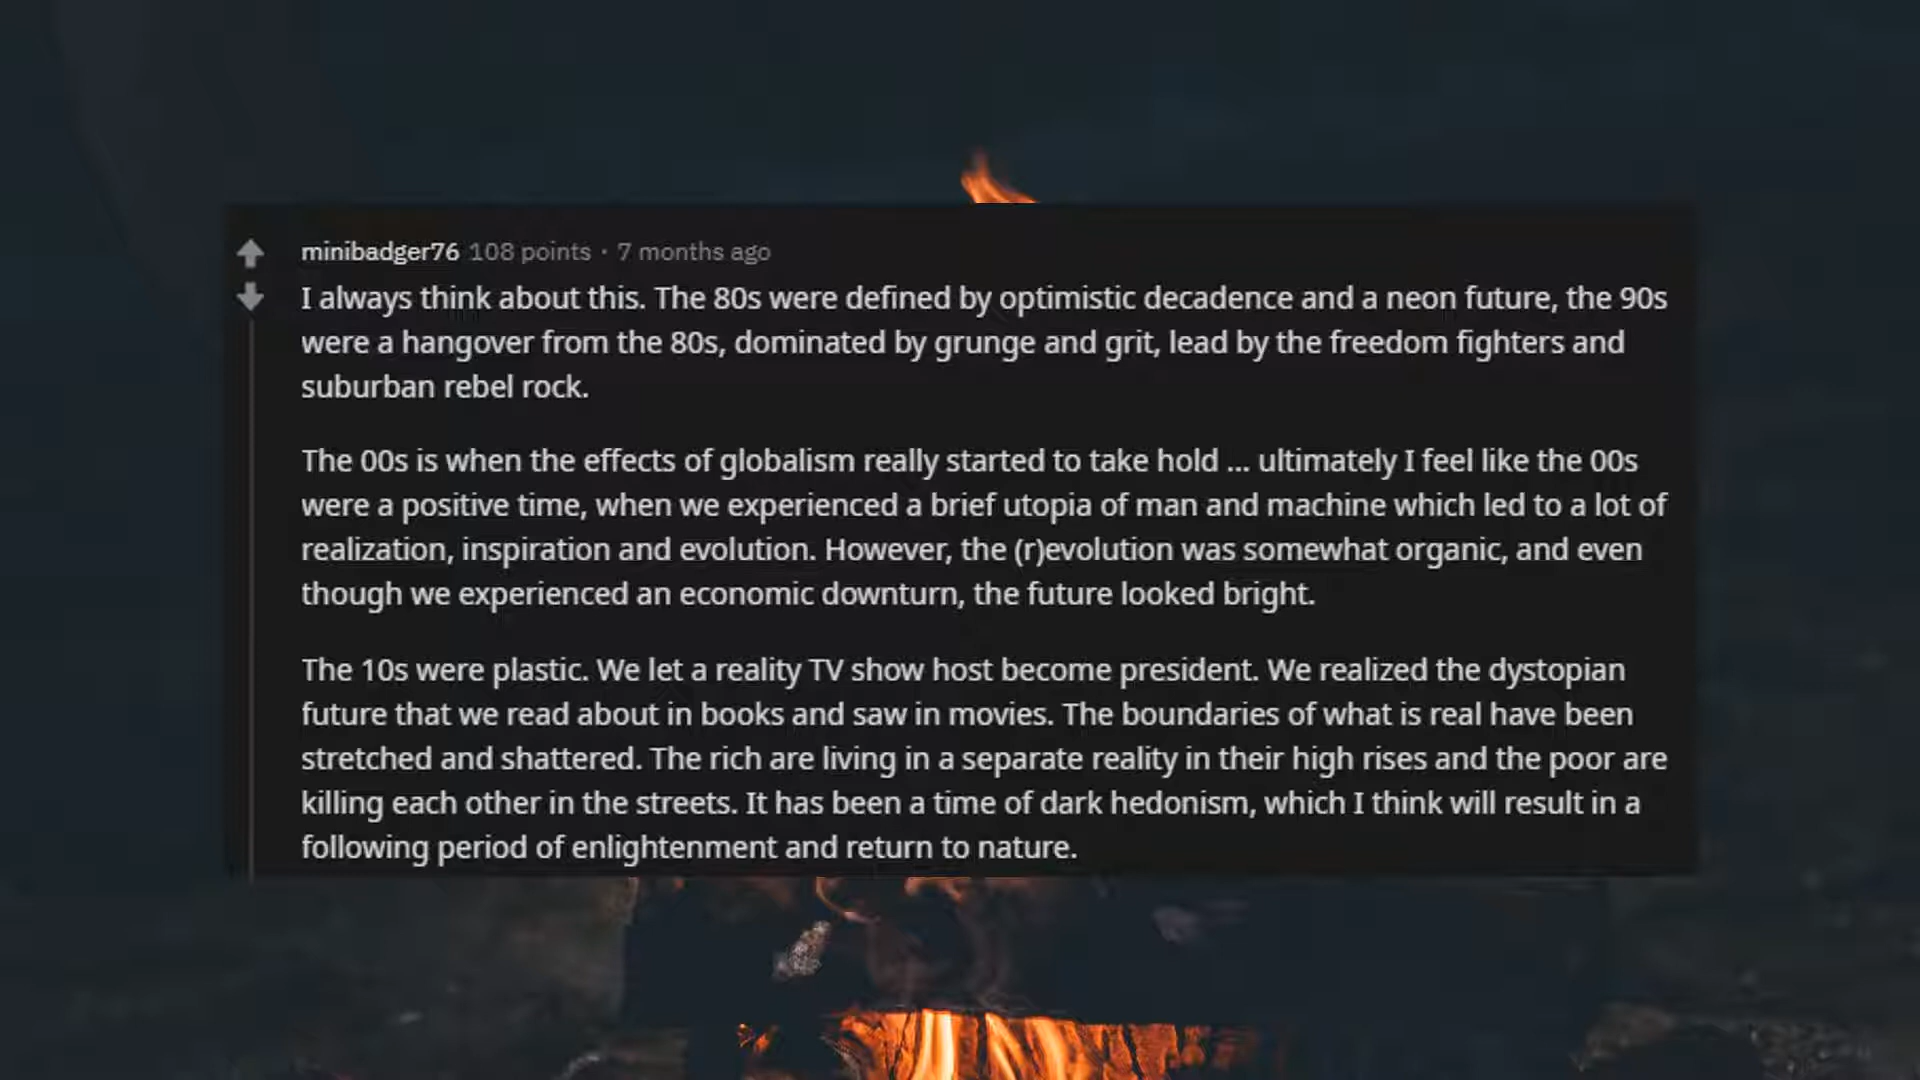 minibadger76 108 points · 7 months ago
I always think about this. The 80s were defined by optimistic decadence and a neon future, the 90s
were a hangover from the 80s, dominated by grunge and grit, lead by the freedom fighters and
suburban rebel rock.
The 00s is when the effects of globalism really started to take hold ... ultimately I feel like the 00s
were a positive time, when we experienced a brief utopia of man and machine which led to a lot of
realization, inspiration and evolution. However, the (r)evolution was somewhat organic, and even
though we experienced an economic downturn, the future looked bright.
The 10s were plastic. We let a reality TV show host become president. We realized the dystopian
future that we read about in books and saw in movies. The boundaries of what is real have been
stretched and shattered. The rich are living in a separate reality in their high rises and the poor are
killing each other in the streets. It has been a time of dark hedonism, which I think will result in a
following period of enlightenment and return to nature.